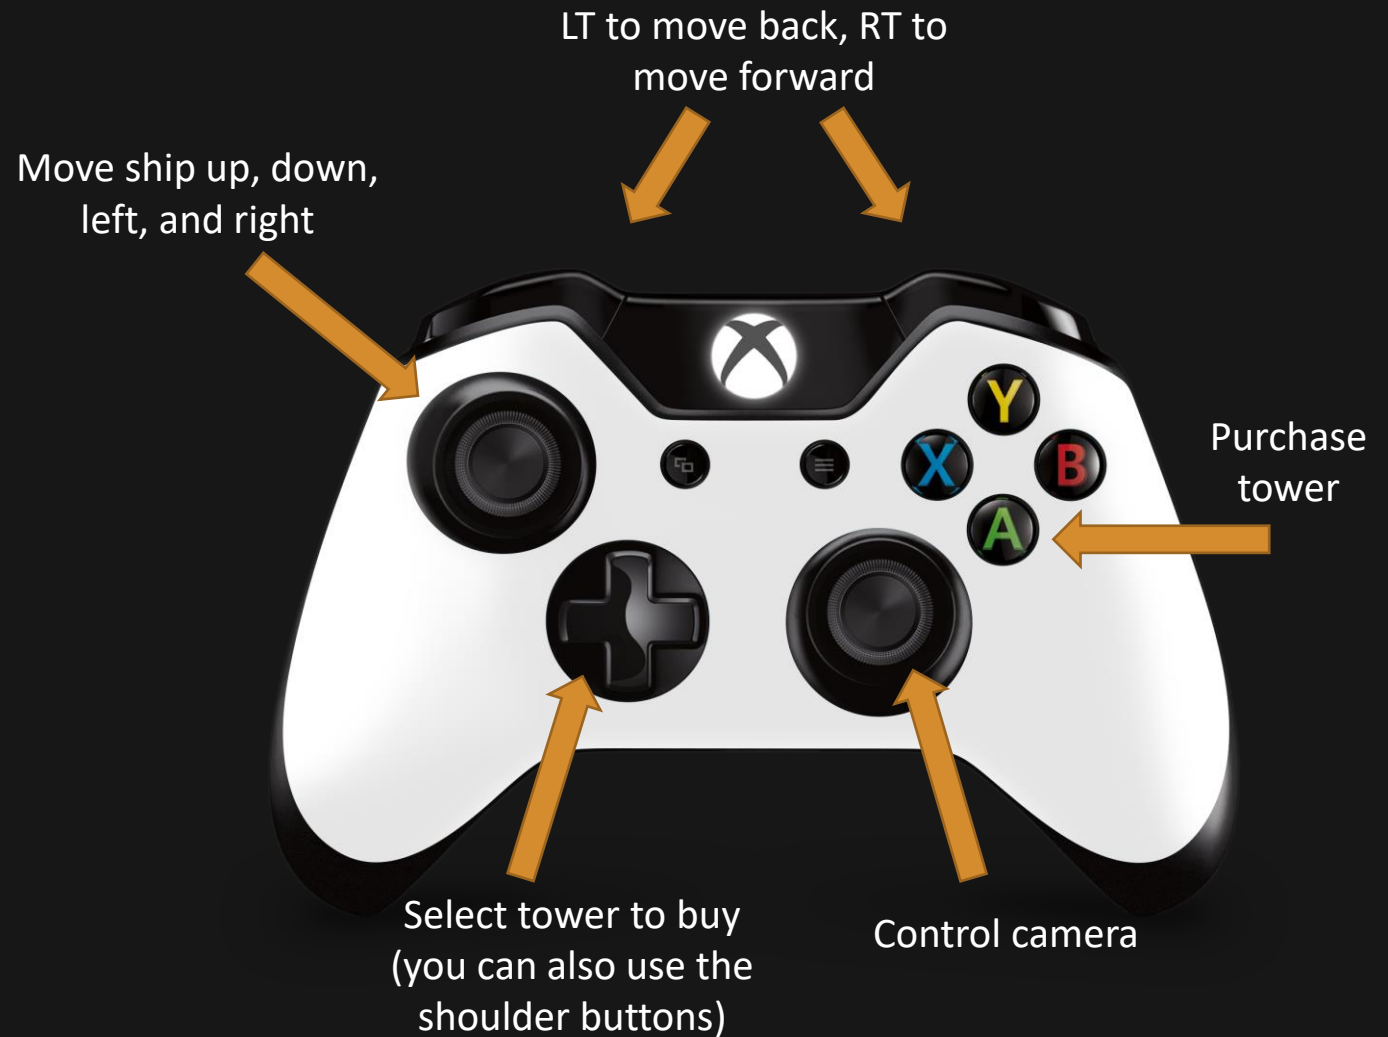 LT to move back, RT to
move forward
Move ship up, down,
left, and right
Y
X
B
A
Purchase
tower
Select tower to buy
(you can also use the
shoulder buttons)
Control camera